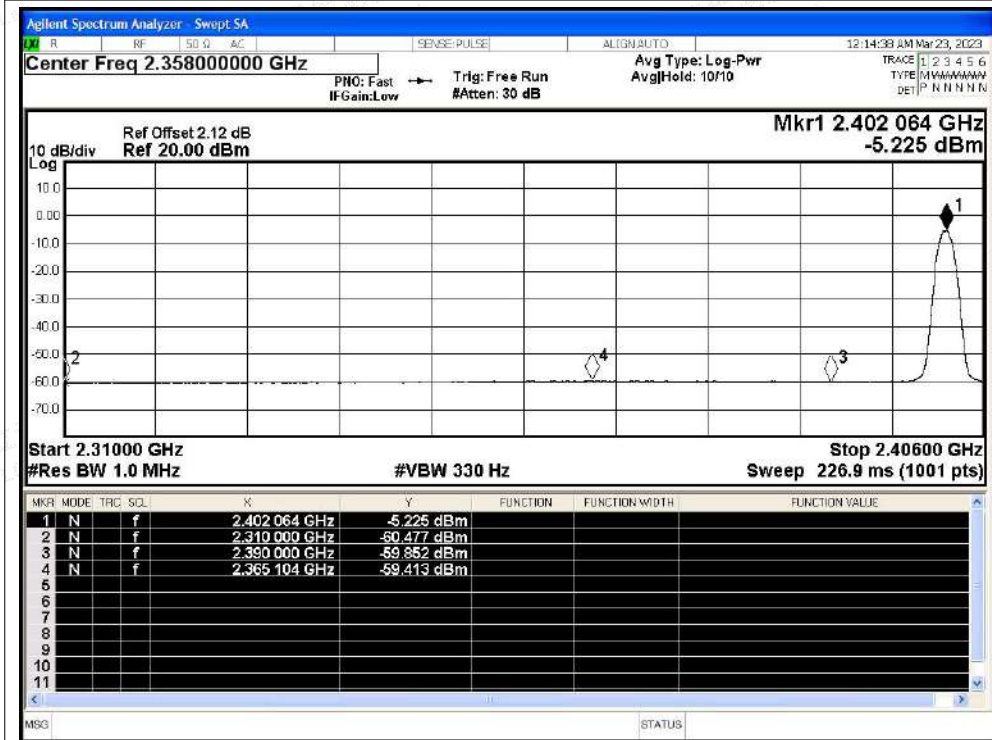 Agilent Spectrum Analyzer - Swept SA
LXI R RF 50 Ω AC SENSE:PULSE ALIGN AUTO 12:14:38 AM Mar 23, 2023
Center Freq 2.358000000 GHz
PNO: Fast
IFGain:Low
Trig: Free Run
#Atten: 30 dB
Avg Type: Log-Pwr
Avg|Hold: 10/10
TRACE 1 2 3 4 5 6
TYPE M
DET P N N N N N
Ref Offset 2.12 dB
10 dB/div Ref 20.00 dBm
Log
Mkr1 2.402 064 GHz
-5.225 dBm
10.0
0.00
-10.0
-20.0
-30.0
-40.0
-50.0
-60.0
-70.0
1
2
4
3
Start 2.31000 GHz Stop 2.40600 GHz
#Res BW 1.0 MHz #VBW 330 Hz Sweep 226.9 ms (1001 pts)
MKR MODE TRC SCL X Y FUNCTION FUNCTION WIDTH FUNCTION VALUE
1 N f 2.402 064 GHz -5.225 dBm
2 N f 2.310 000 GHz -60.477 dBm
3 N f 2.390 000 GHz -59.852 dBm
4 N f 2.365 104 GHz -59.413 dBm
5
6
7
8
9
10
11
MSG STATUS